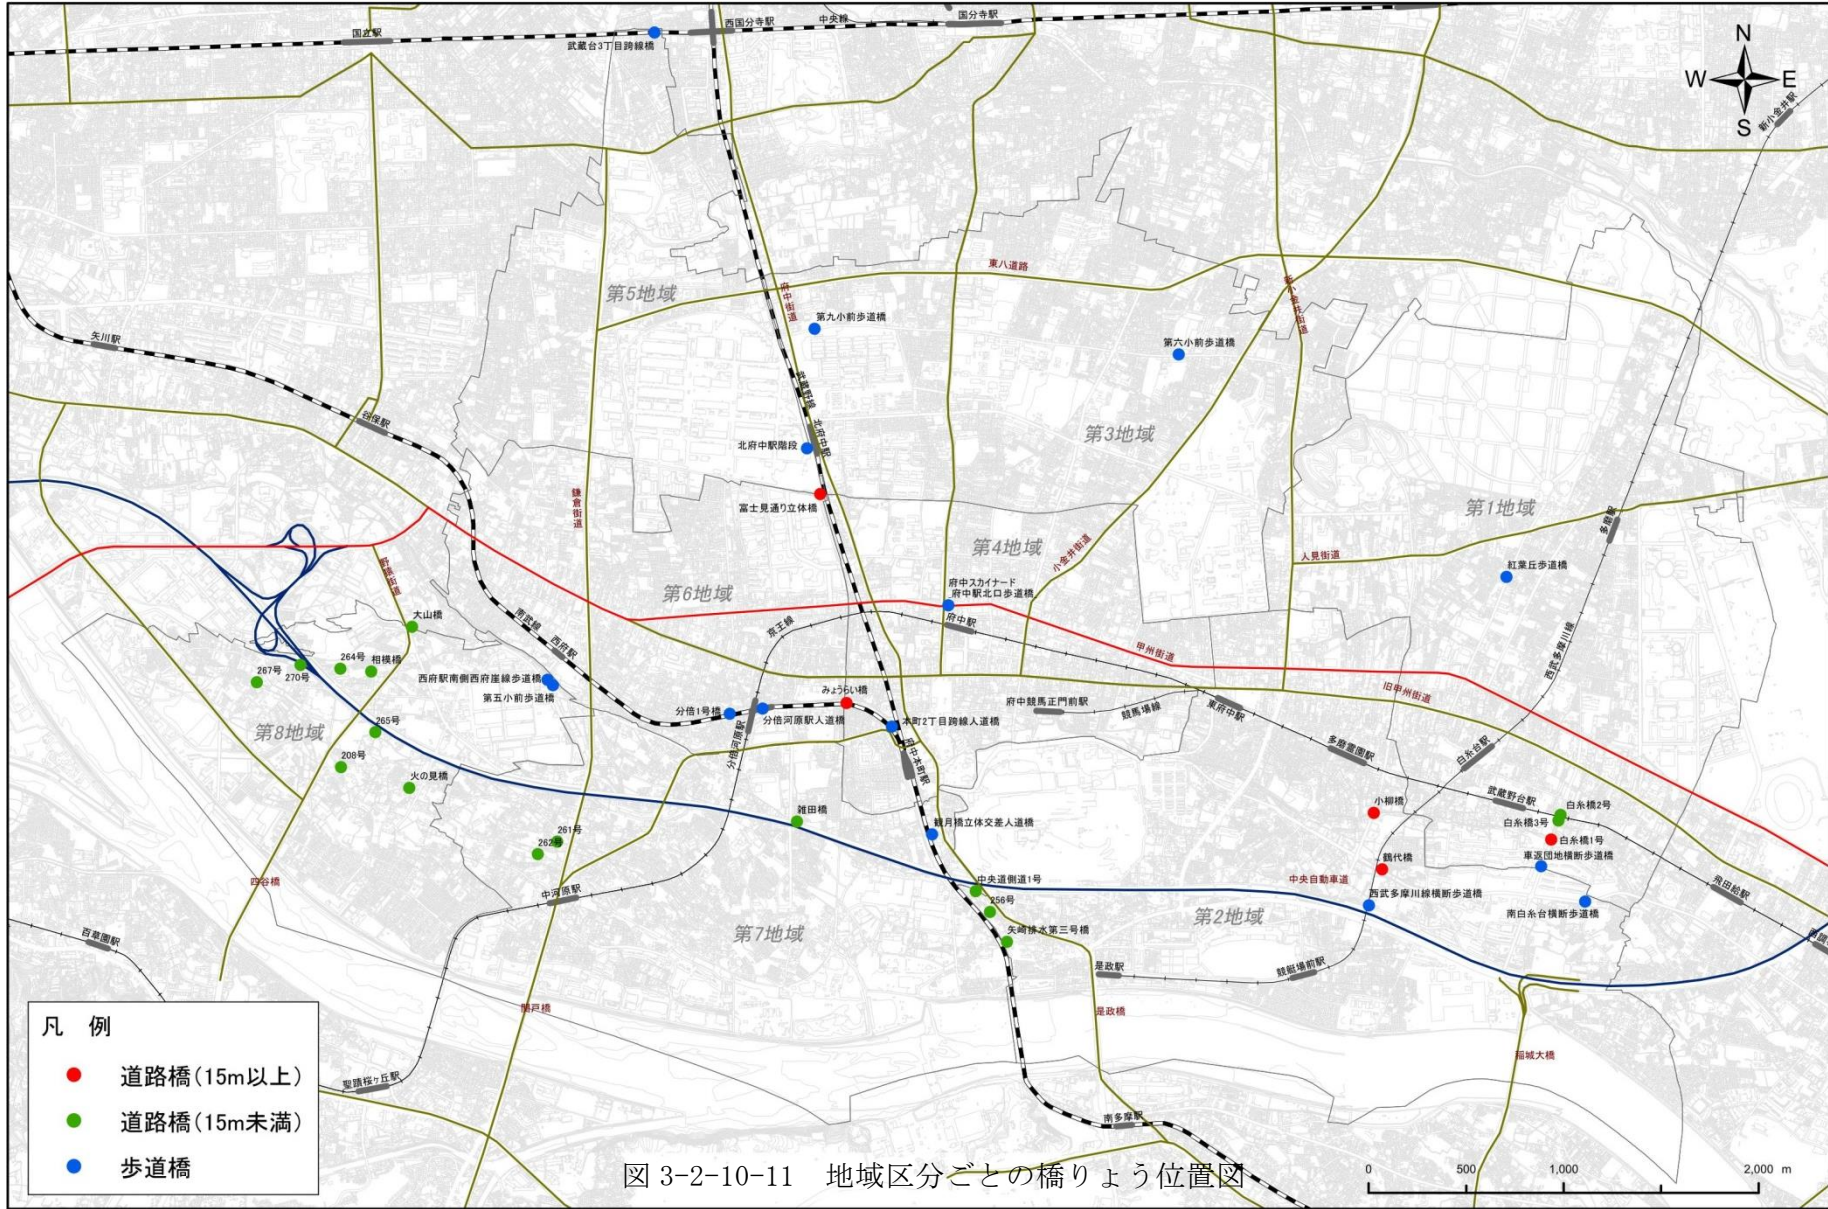 国立駅
西国分寺駅
中央線
国分寺駅
武蔵台3丁目跨線橋
N
W
E
S
新小金井駅
東八道路
第5地域
府中街道
新小金井街道
第九小前歩道橋
第六小前歩道橋
矢川駅
武蔵野線
谷保駅
北府中駅階段
北府中駅
第3地域
鎌倉街道
富士見通り立体橋
第1地域
多磨駅
第4地域
小金井街道
人見街道
紅葉丘歩道橋
野猿街道
第6地域
府中スカイナード
府中駅北口歩道橋
大山橋
南武線
西府駅
京王線
府中駅
甲州街道
西武多摩川線
264号
相模橋
267号
270号
西府駅南側西府崖線歩道橋
第五小前歩道橋
みょうらい橋
旧甲州街道
分倍1号橋
分倍河原駅人道橋
本町2丁目跨線人道橋
府中競馬正門前駅
競馬場線
東府中駅
265号
第8地域
分倍河原駅
府中本町駅
多磨霊園駅
白糸台駅
208号
火の見橋
雑田橋
観月橋立体交差人道橋
小柳橋
武蔵野台駅
白糸橋2号
白糸橋3号
白糸橋1号
261号
262号
鶴代橋
車返団地横断歩道橋
四谷橋
中河原駅
中央道側道1号
中央自動車道
飛田給駅
256号
西武多摩川線横断歩道橋
南白糸台横断歩道橋
第2地域
第7地域
矢崎排水第三号橋
百草園駅
是政駅
競艇場前駅
関戸橋
是政橋
稲城大橋
聖蹟桜ヶ丘駅
南多摩駅
凡 例
道路橋(15m以上)
道路橋(15m未満)
歩道橋
図 3-2-10-11 地域区分ごとの橋りょう位置図
0 500 1,000 2,000 m